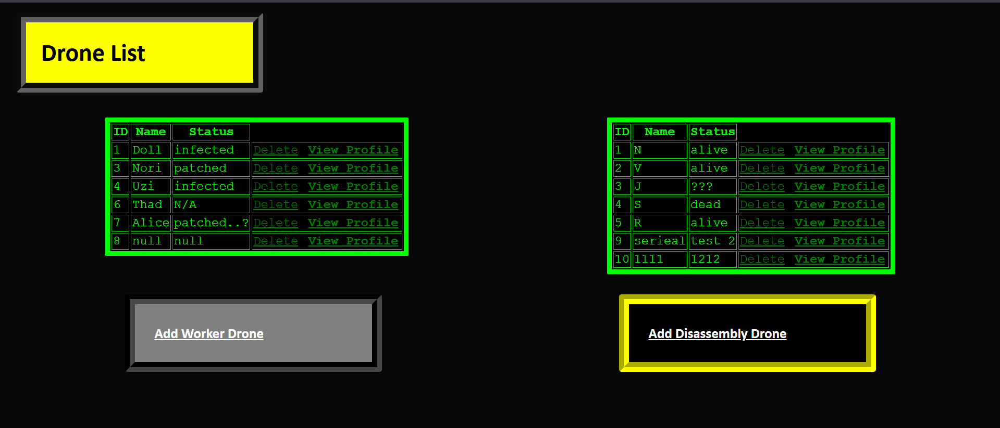 Drone List
ID Name Status
1 Doll infected Delete View Profile
3 Nori patched Delete View Profile
4 Uzi infected Delete View Profile
6 Thad N/A Delete View Profile
7 Alice patched..? Delete View Profile
8 null null Delete View Profile
ID Name Status
1 N alive Delete View Profile
2 V alive Delete View Profile
3 J ??? Delete View Profile
4 S dead Delete View Profile
5 R alive Delete View Profile
9 serieal test 2 Delete View Profile
10 1111 1212 Delete View Profile
Add Worker Drone
Add Disassembly Drone